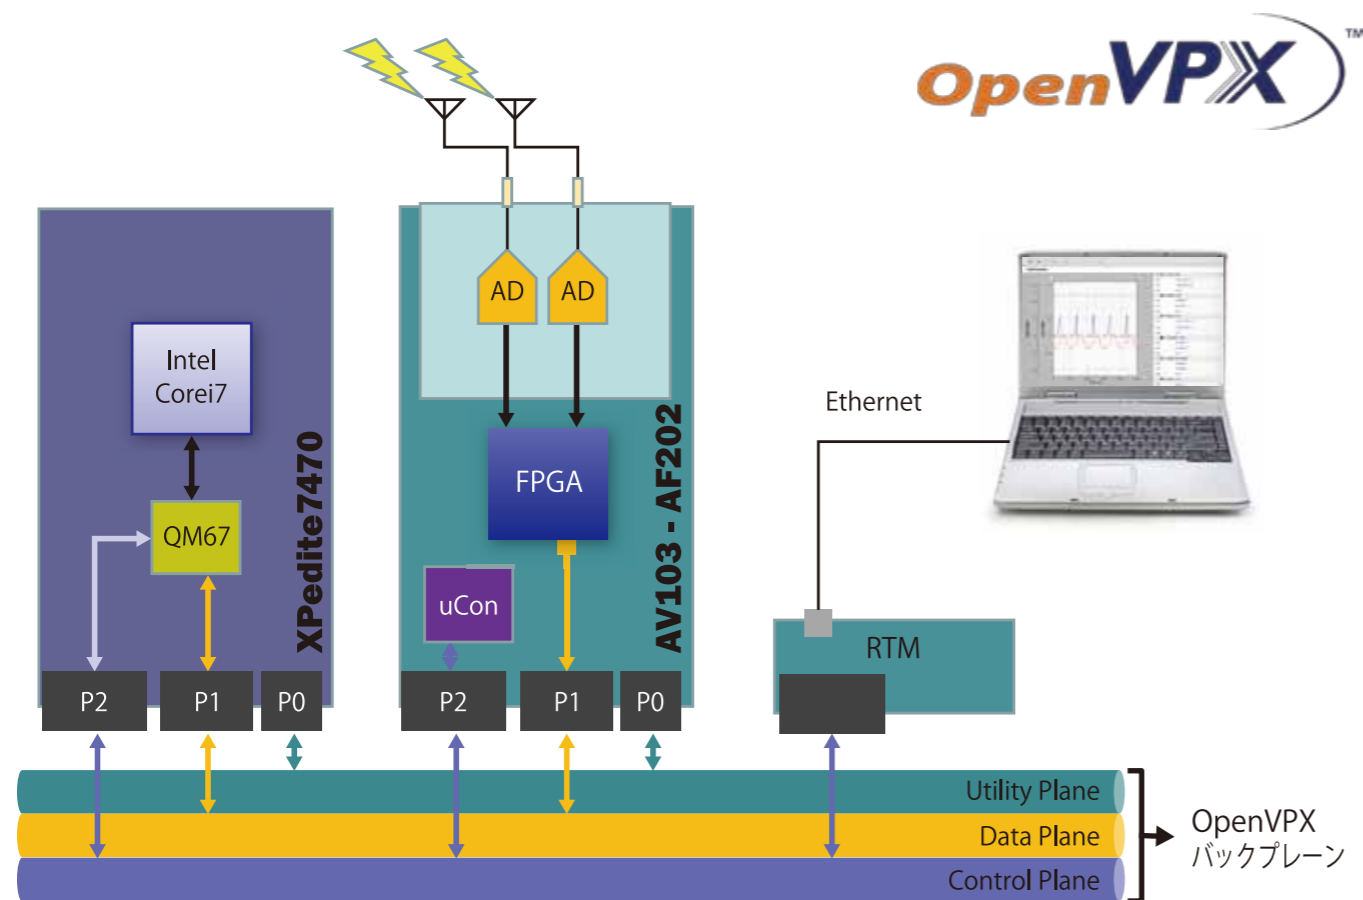 OpenVPX™
AD
AD
Intel
Corei7
QM67
XPedite7470
FPGA
uCon
AV103 - AF202
Ethernet
RTM
P2
P1
P0
P2
P1
P0
Utility Plane
Data Plane
Control Plane
OpenVPX
バックプレーン